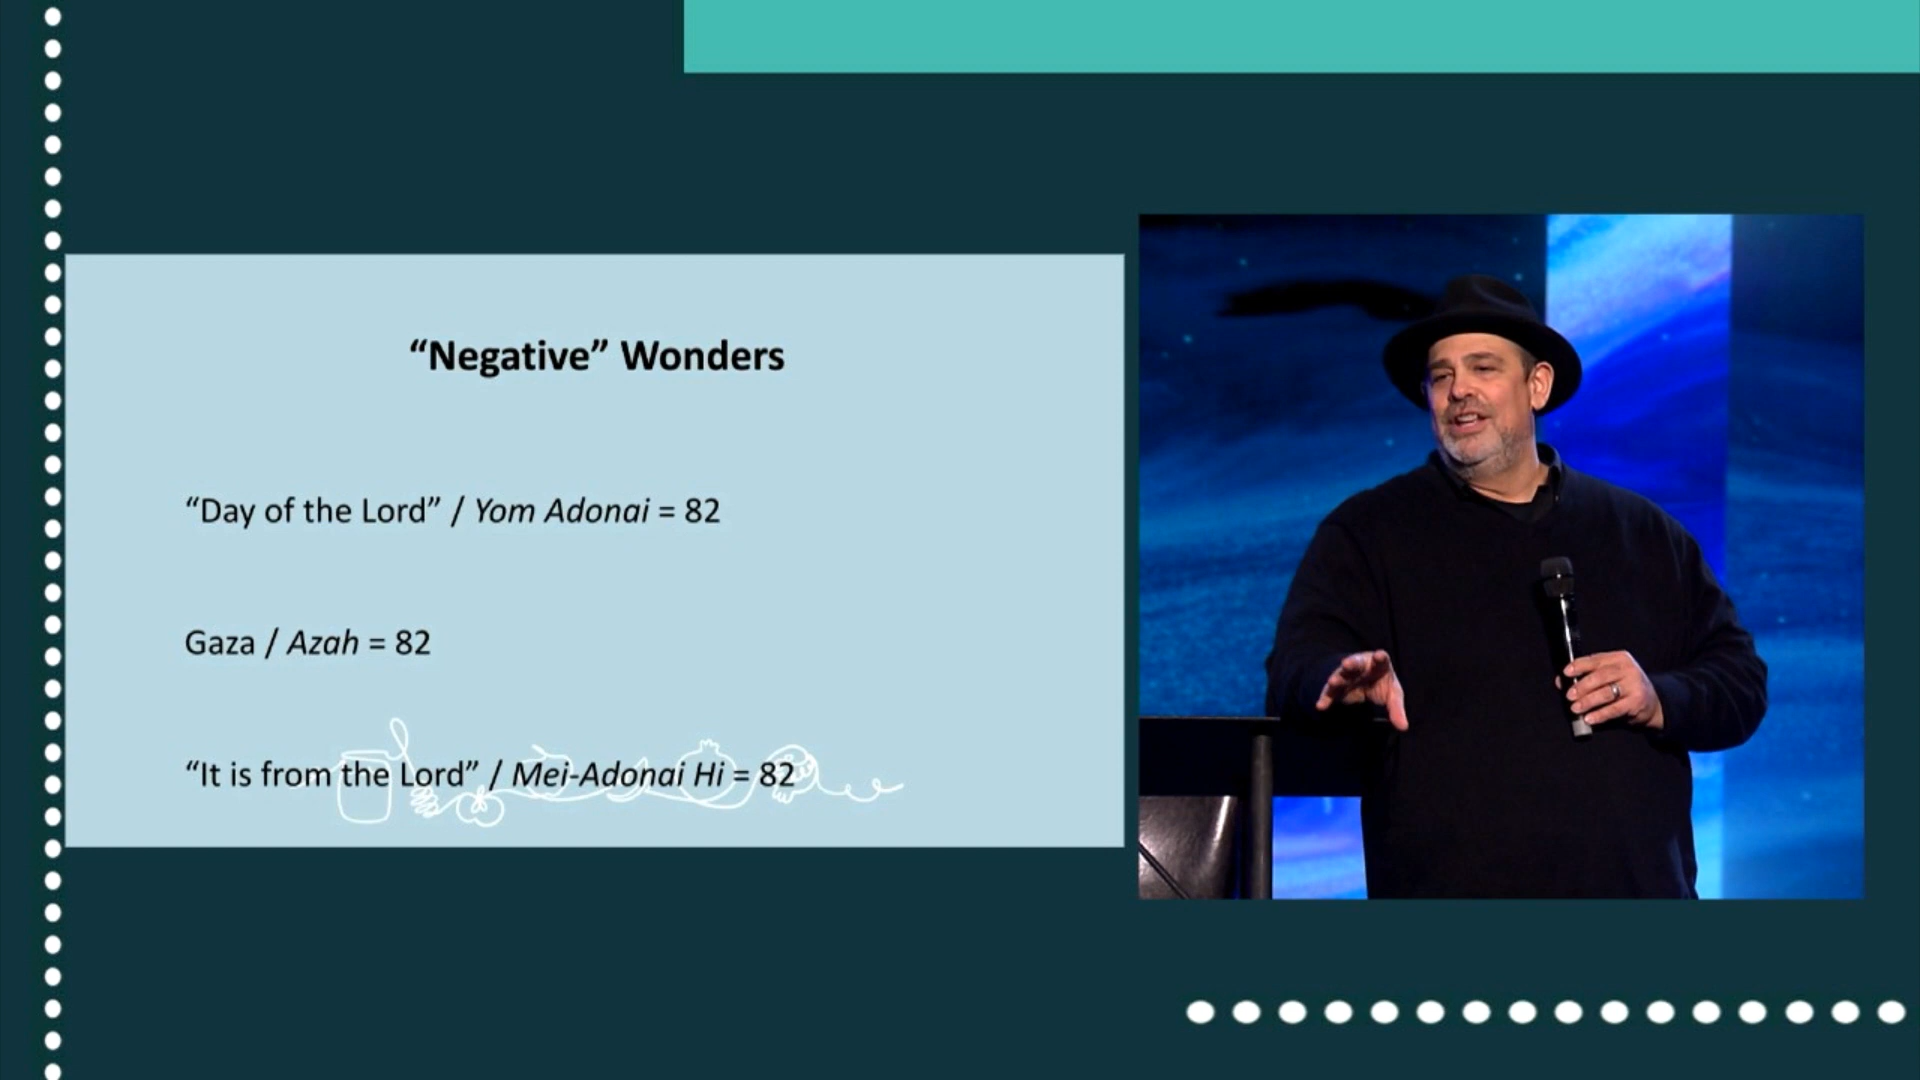 “Negative” Wonders
“Day of the Lord” / Yom Adonai = 82
Gaza / Azah = 82
“It is from the Lord” / Mei-Adonai Hi = 82